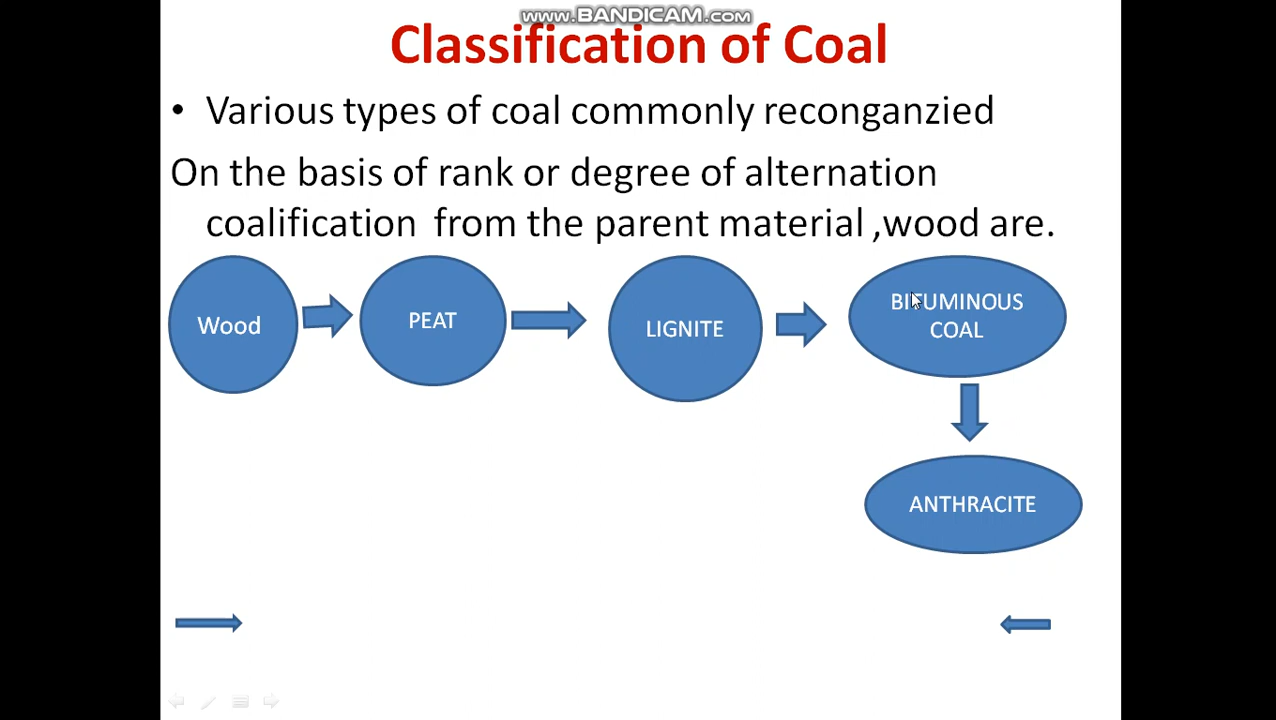 www.BANDICAM.com
Classification of Coal
• Various types of coal commonly reconganzied
On the basis of rank or degree of alternation
coalification from the parent material ,wood are.
Wood
PEAT
LIGNITE
BITUMINOUS
COAL
ANTHRACITE